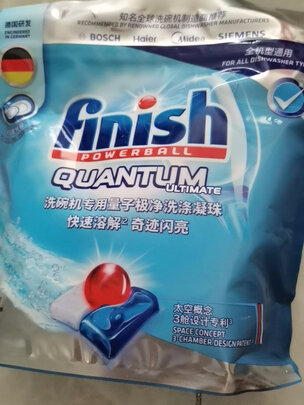 德国研发
ENGINEERED
IN GERMANY
知名全球洗碗机制造商推荐
RECOMMENDED BY RENOWNED GLOBAL DISHWASHER MANUFACTURERS
BOSCH Haier Midea SIEMENS
全机型通用
FOR ALL DISHWASHER TYP
finish
POWERBALL
QUANTUM
ULTIMATE
洗碗机专用量子极净洗涤凝珠
快速溶解² 奇迹闪亮
太空概念
3舱设计专利³
SPACE CONCEPT
3-CHAMBER DESIGN PATENT